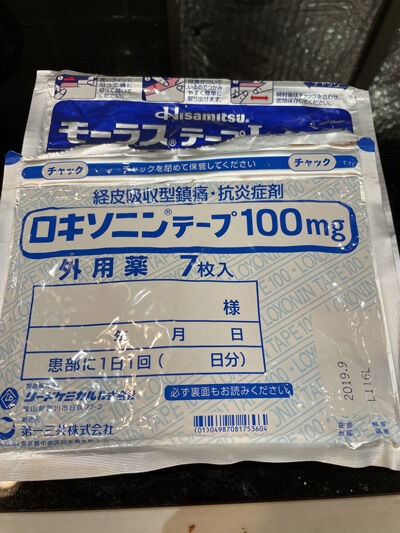 Hisamitsu®
モーラス®テープL
チャック
チャックを閉めて保管してください
チャック
経皮吸収型鎮痛・抗炎症剤
ロキソニン®テープ100mg
外用薬 7枚入
様
年 月 日
患部に1日1回( 日分)
必ず裏面もお読みください。
リードケミカル株式会社
第一三共株式会社
(01)04987081753604
2019.9
L116L